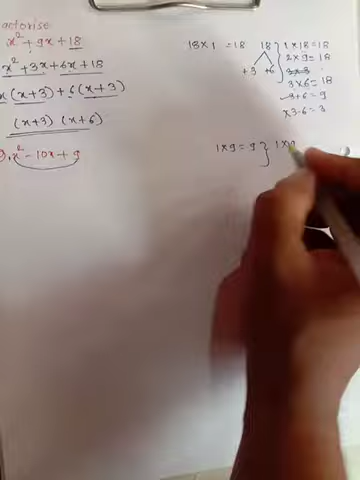 actorise
x² + 9x + 18
x² + 3x + 6x + 18
x (x+3) + 6 (x+3)
(x+3) (x+6)
x² - 10x + 9
18 x 1 = 18
18
+3 +6
1 x 18 = 18
2 x 9 = 18
3 x 6 = 18
3 + 6 = 9
x 3 - 6 = 3
1 x 9 = 9 } 1 x